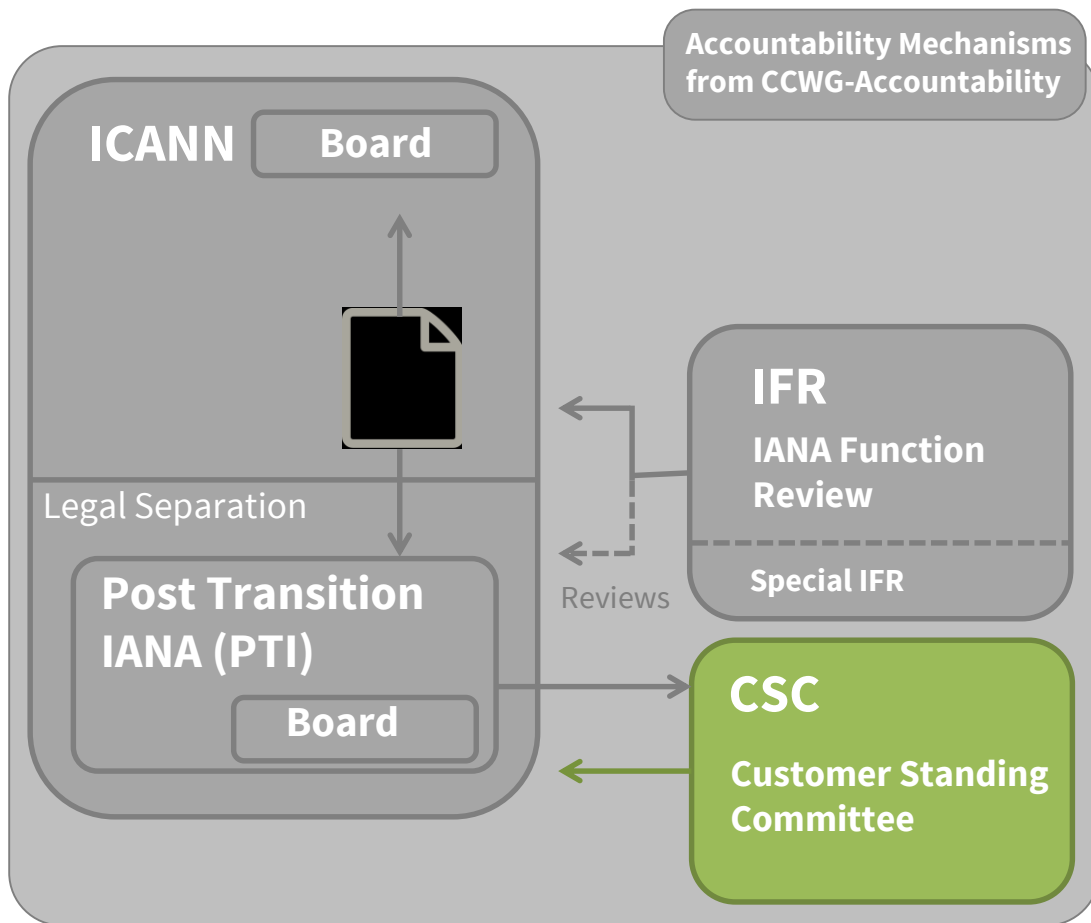 Accountability Mechanisms
from CCWG-Accountability
ICANN
Board
Legal Separation
Post Transition
IANA (PTI)
Board
Reviews
IFR
IANA Function
Review
Special IFR
CSC
Customer Standing
Committee